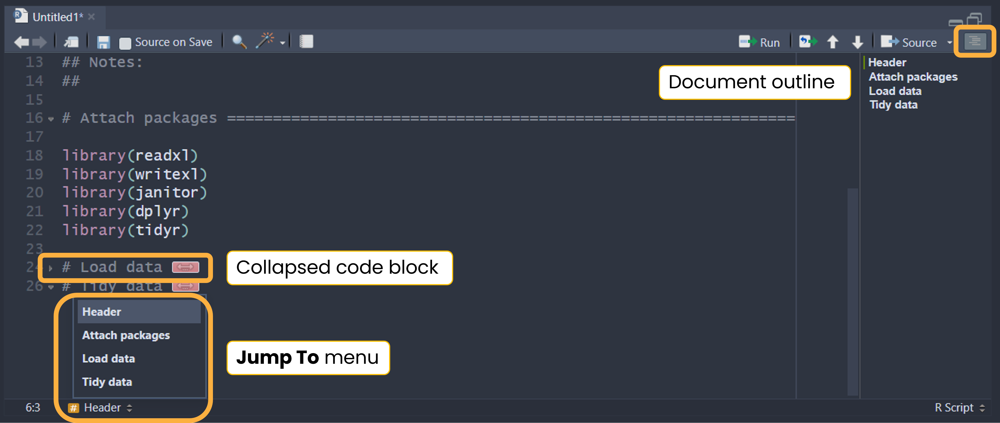 Untitled1*
Source on Save
Run
Source
13 ## Notes:
14 ##
15
16 # Attach packages ==============================================================
17
18 library(readxl)
19 library(writexl)
20 library(janitor)
21 library(dplyr)
22 library(tidyr)
23
24 # Load data
26 # Tidy data
Document outline
Header
Attach packages
Load data
Tidy data
Collapsed code block
Header
Attach packages
Load data
Tidy data
Jump To menu
6:3 # Header
R Script